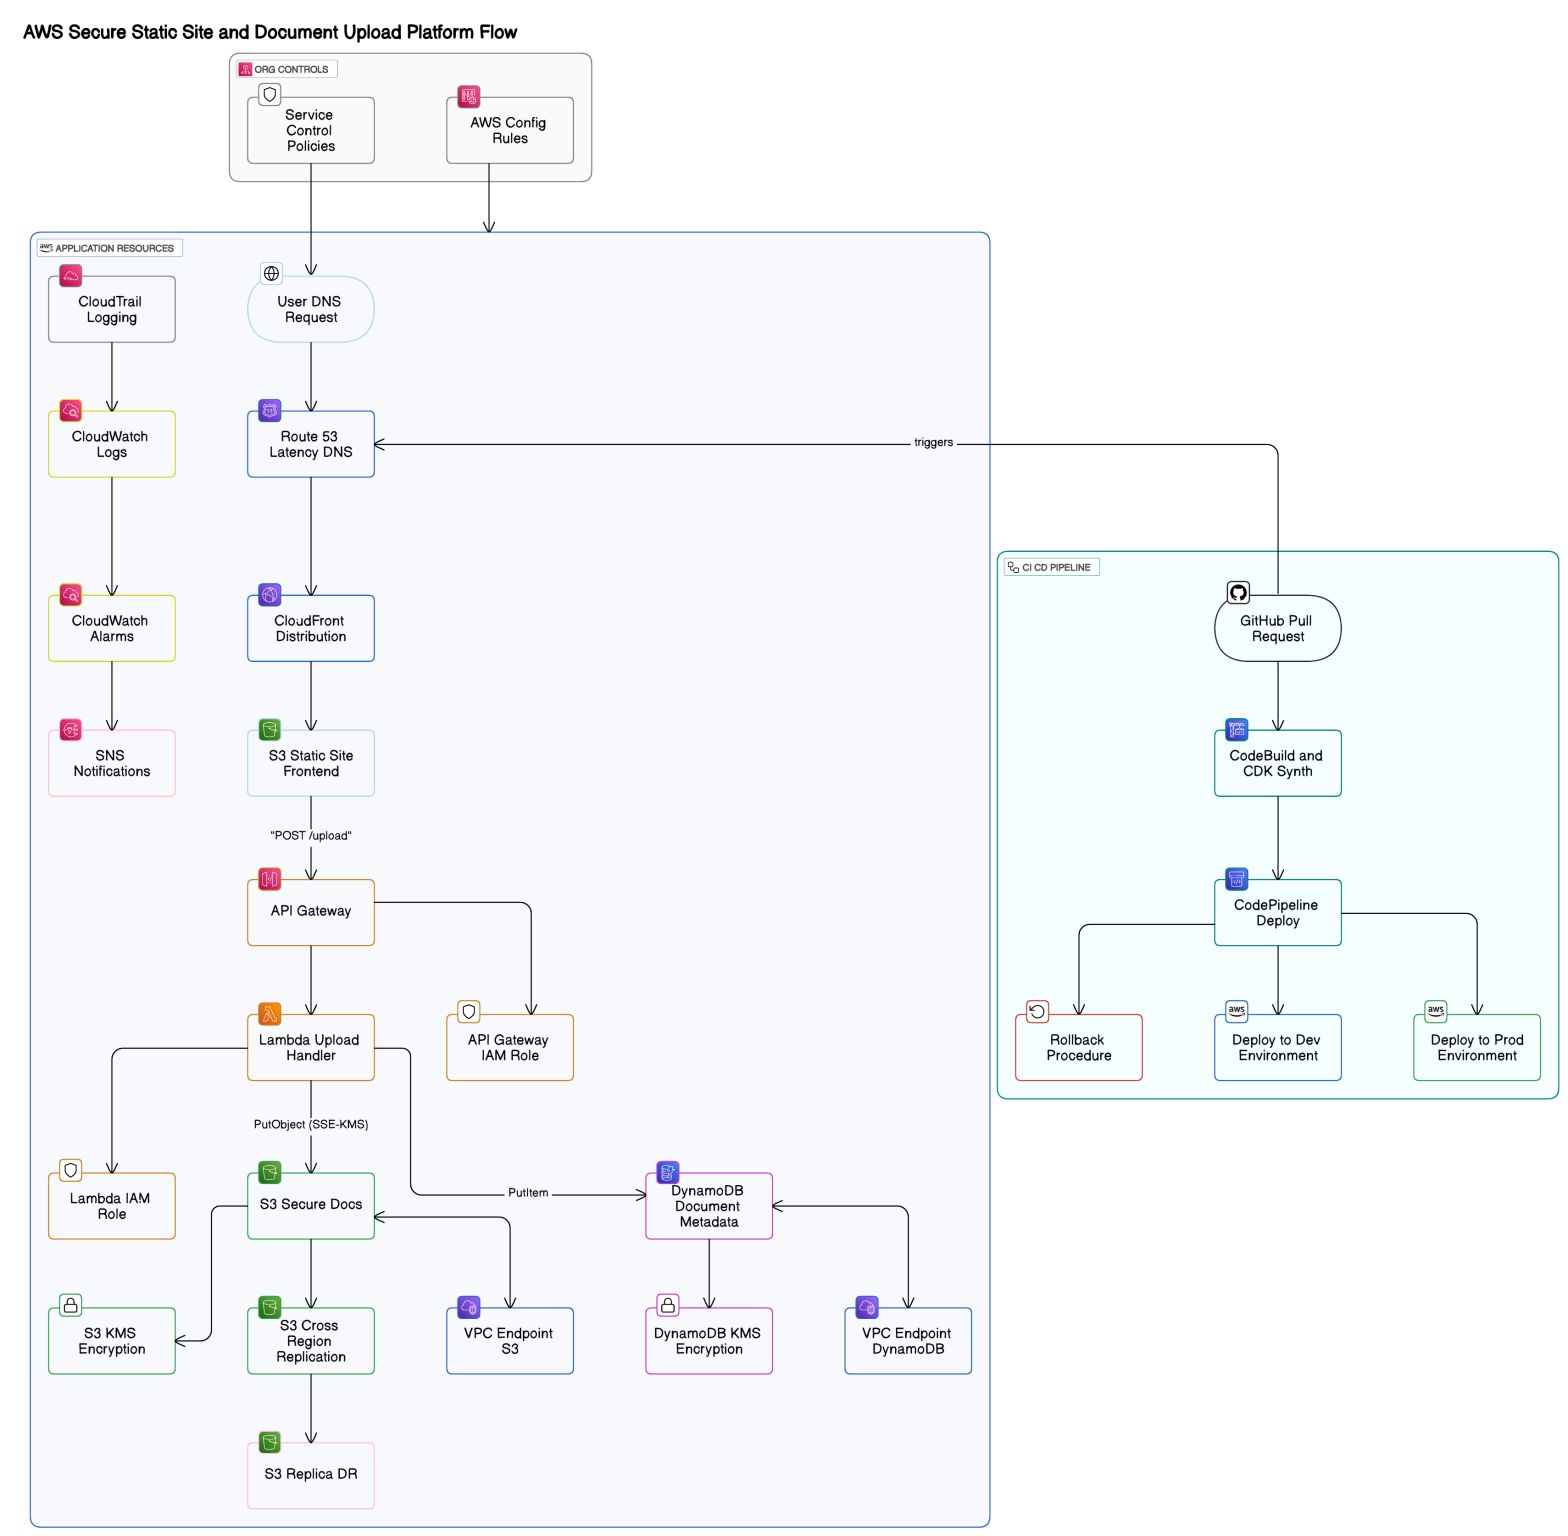 AWS Secure Static Site and Document Upload Platform Flow
ORG CONTROLS
Service
Control
Policies
AWS Config
Rules
aws
APPLICATION RESOURCES
CloudTrail
Logging
User DNS
Request
CloudWatch
Logs
Route 53
Latency DNS
triggers
CloudWatch
Alarms
CloudFront
Distribution
SNS
Notifications
S3 Static Site
Frontend
"POST /upload"
API Gateway
Lambda Upload
Handler
API Gateway
IAM Role
PutObject (SSE-KMS)
Lambda IAM
Role
S3 Secure Docs
PutItem
DynamoDB
Document
Metadata
S3 KMS
Encryption
S3 Cross
Region
Replication
VPC Endpoint
S3
DynamoDB KMS
Encryption
VPC Endpoint
DynamoDB
S3 Replica DR
CI CD PIPELINE
GitHub Pull
Request
CodeBuild and
CDK Synth
CodePipeline
Deploy
Rollback
Procedure
aws
Deploy to Dev
Environment
aws
Deploy to Prod
Environment